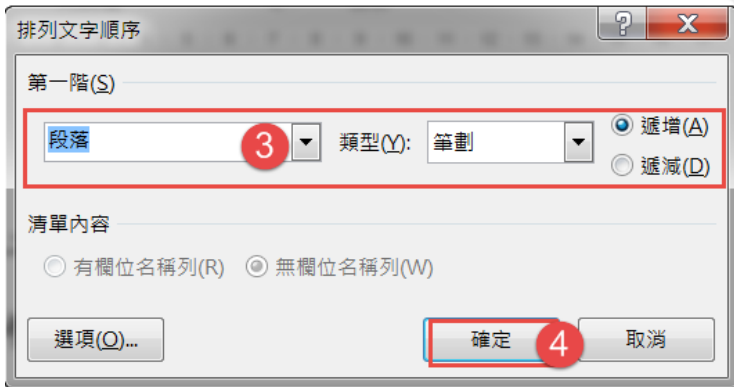 排列文字順序
第一階(S)
段落 3 類型(Y): 筆劃 遞增(A)
遞減(D)
清單內容
有欄位名稱列(R) 無欄位名稱列(W)
選項(O)... 確定 4 取消